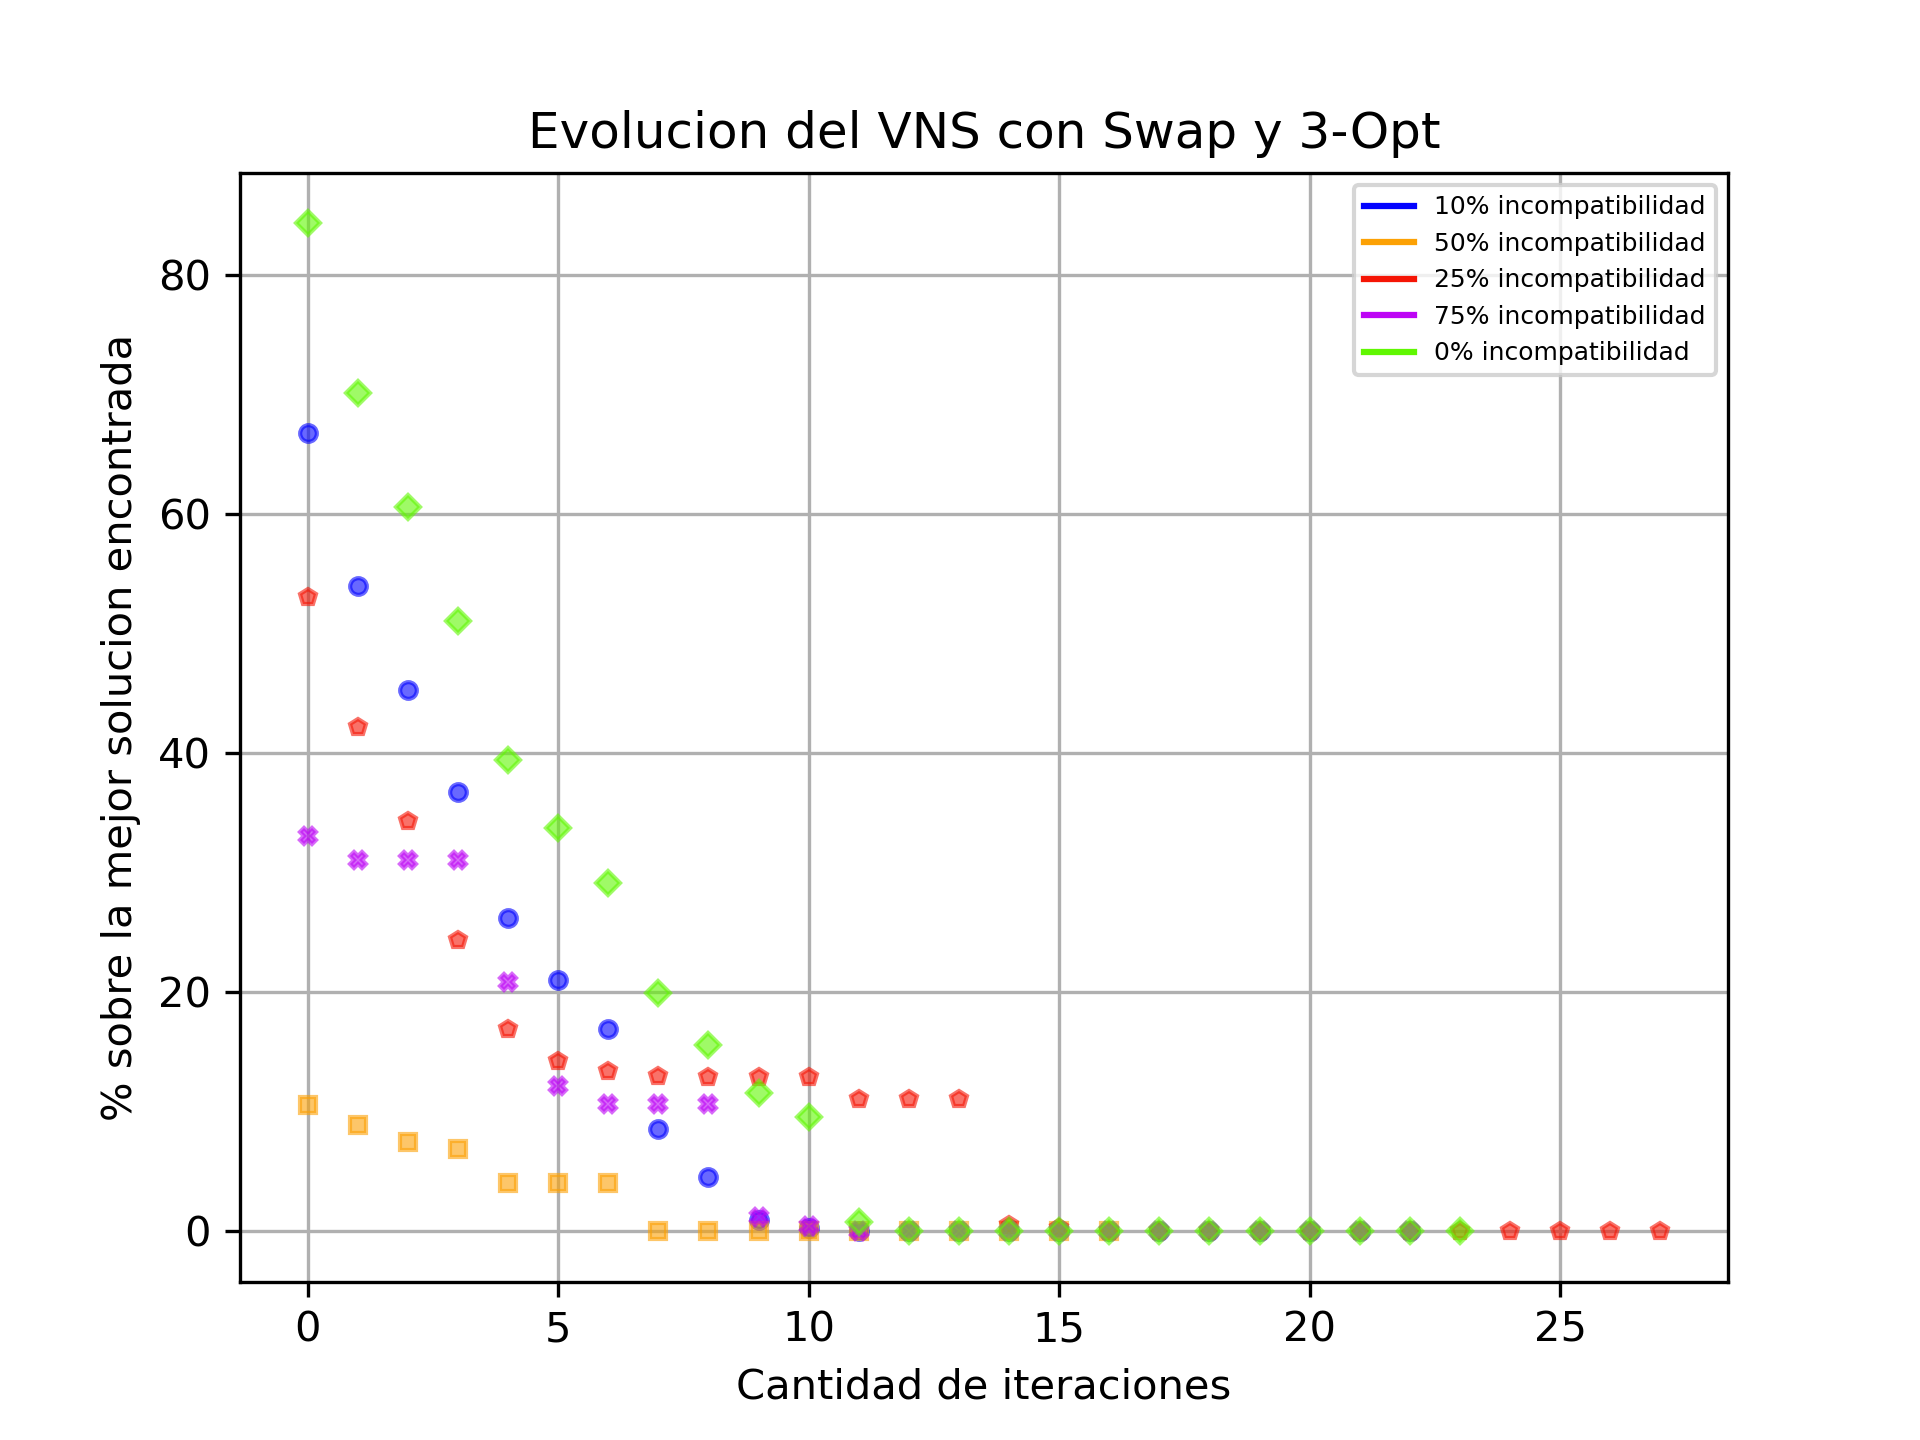 Evolucion del VNS con Swap y 3-Opt
10% incompatibilidad
50% incompatibilidad
25% incompatibilidad
75% incompatibilidad
0% incompatibilidad
% sobre la mejor solucion encontrada
80
60
40
20
0
0 5 10 15 20 25
Cantidad de iteraciones